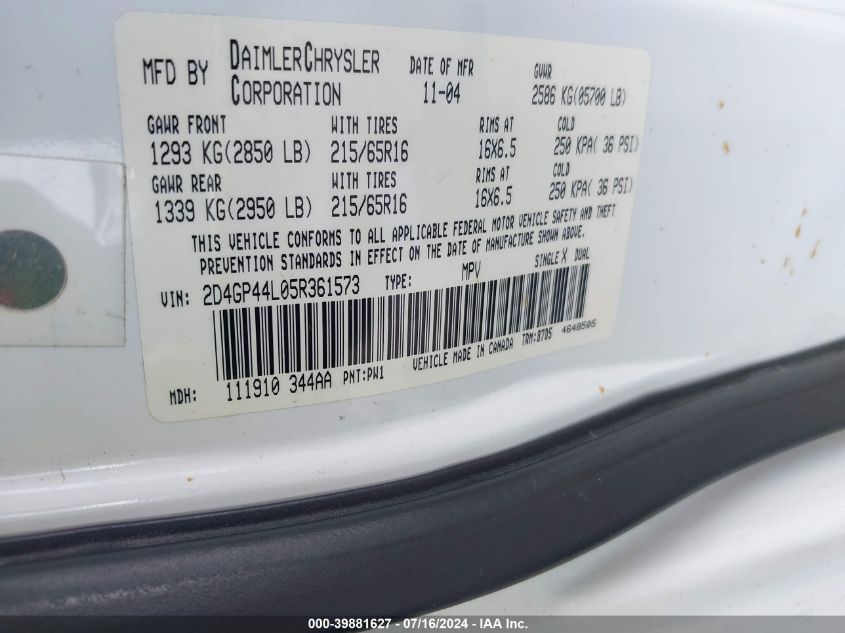 MFD BY DAIMLERCHRYSLER CORPORATION DATE OF MFR 11-04 GVWR 2586 KG(05700 LB)
GAWR FRONT WITH TIRES RIMS AT COLD
1293 KG(2850 LB) 215/65R16 16X6.5 250 KPA( 36 PSI)
GAWR REAR WITH TIRES RIMS AT COLD
1339 KG(2950 LB) 215/65R16 16X6.5 250 KPA( 36 PSI)
THIS VEHICLE CONFORMS TO ALL APPLICABLE FEDERAL MOTOR VEHICLE SAFETY AND THEFT
PREVENTION STANDARDS IN EFFECT ON THE DATE OF MANUFACTURE SHOWN ABOVE.
VIN: 2D4GP44L05R361573 TYPE: MPV SINGLE X DUAL
MDH: 111910 344AA PNT:PW1 VEHICLE MADE IN CANADA TRM:B7D5 4648505
000-39881627 - 07/16/2024 - IAA Inc.